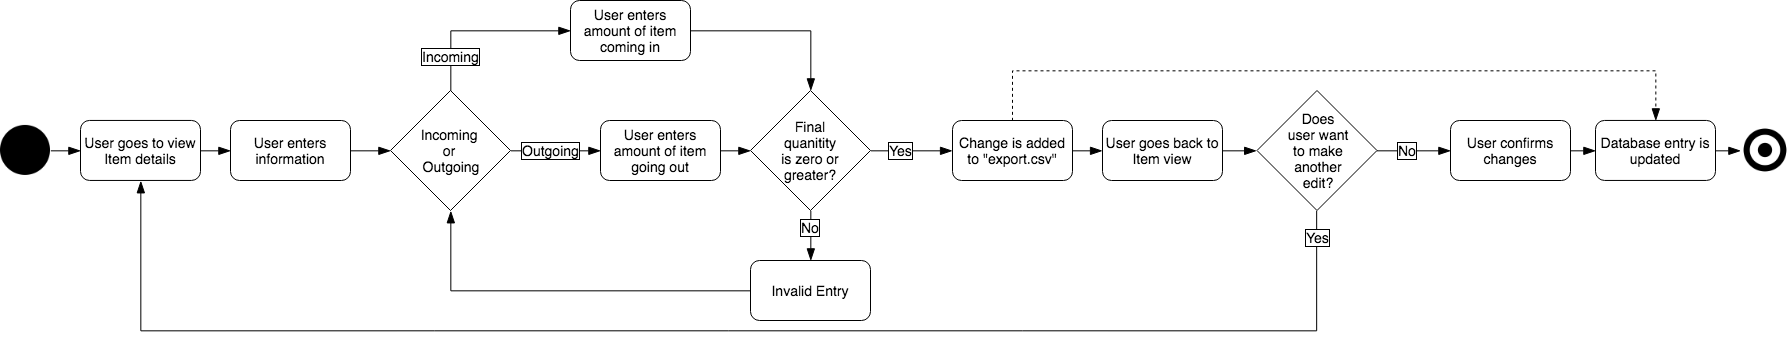 User enters
amount of item
coming in
Incoming
User goes to view
Item details
User enters
information
Incoming
or
Outgoing
Outgoing
User enters
amount of item
going out
Final
quanitity
is zero or
greater?
Yes
No
Invalid Entry
Change is added
to "export.csv"
User goes back to
Item view
Does
user want
to make
another
edit?
No
Yes
User confirms
changes
Database entry is
updated